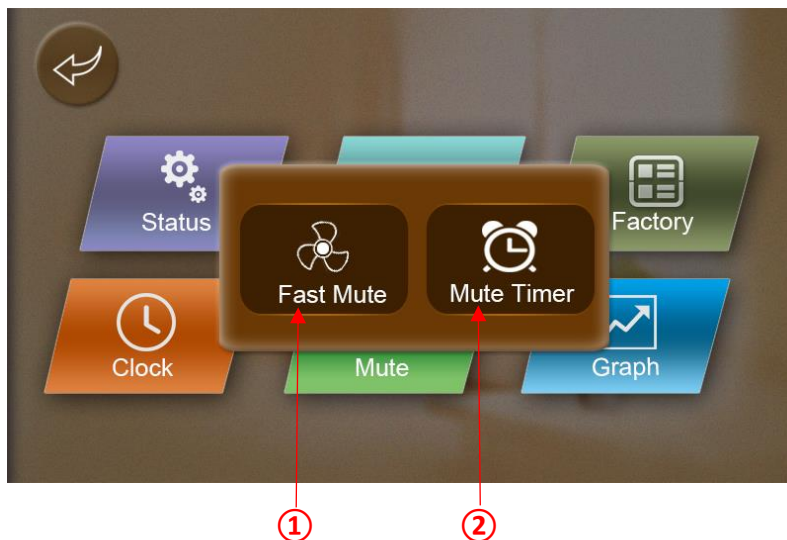 Status
Factory
Fast Mute
Mute Timer
Clock
Mute
Graph
① ②